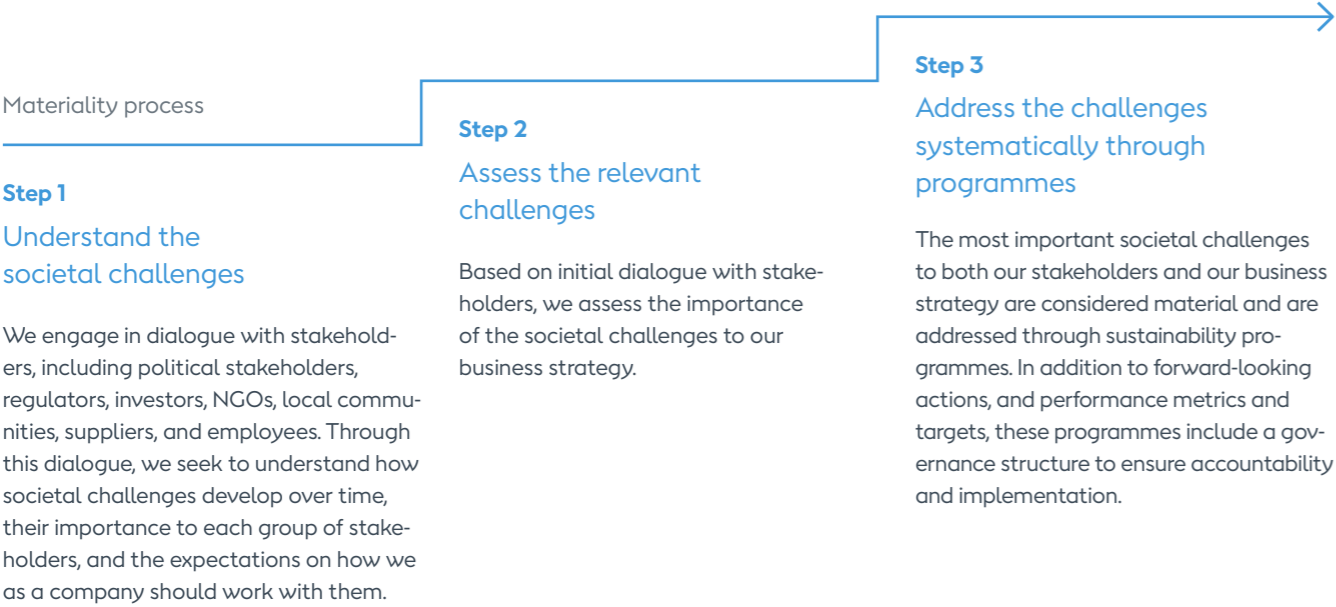 Materiality process
Step 1
Understand the
societal challenges
We engage in dialogue with stakehold-
ers, including political stakeholders,
regulators, investors, NGOs, local commu-
nities, suppliers, and employees. Through
this dialogue, we seek to understand how
societal challenges develop over time,
their importance to each group of stake-
holders, and the expectations on how we
as a company should work with them.
Step 2
Assess the relevant
challenges
Based on initial dialogue with stake-
holders, we assess the importance
of the societal challenges to our
business strategy.
Step 3
Address the challenges
systematically through
programmes
The most important societal challenges
to both our stakeholders and our business
strategy are considered material and are
addressed through sustainability pro-
grammes. In addition to forward-looking
actions, and performance metrics and
targets, these programmes include a gov-
ernance structure to ensure accountability
and implementation.